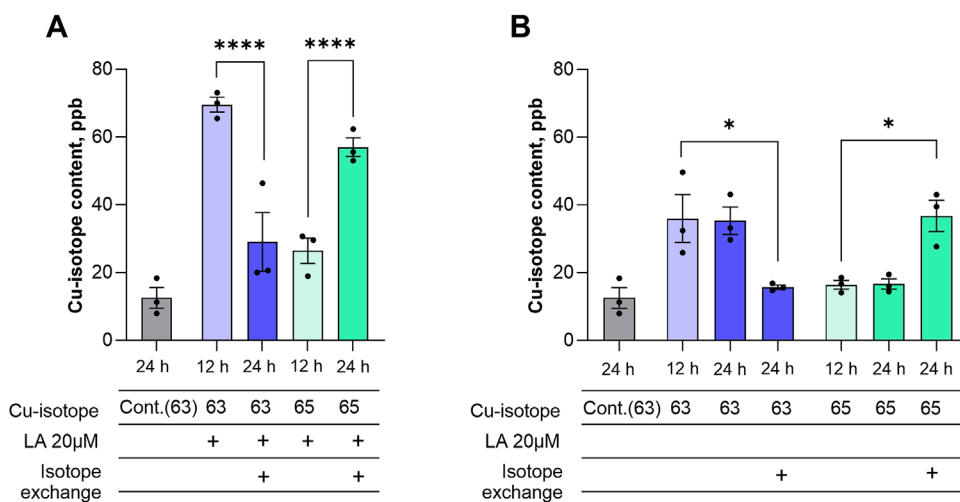 A
Cu-isotope content, ppb
80
60
40
20
0
**** ****
24 h 12 h 24 h 12 h 24 h
Cu-isotope Cont.(63) 63 63 65 65
LA 20µM + + + +
Isotope + +
exchange
B
Cu-isotope content, ppb
80
60
40
20
0
* *
24 h 12 h 24 h 24 h 12 h 24 h 24 h
Cu-isotope Cont.(63) 63 63 63 65 65 65
LA 20µM
Isotope + +
exchange